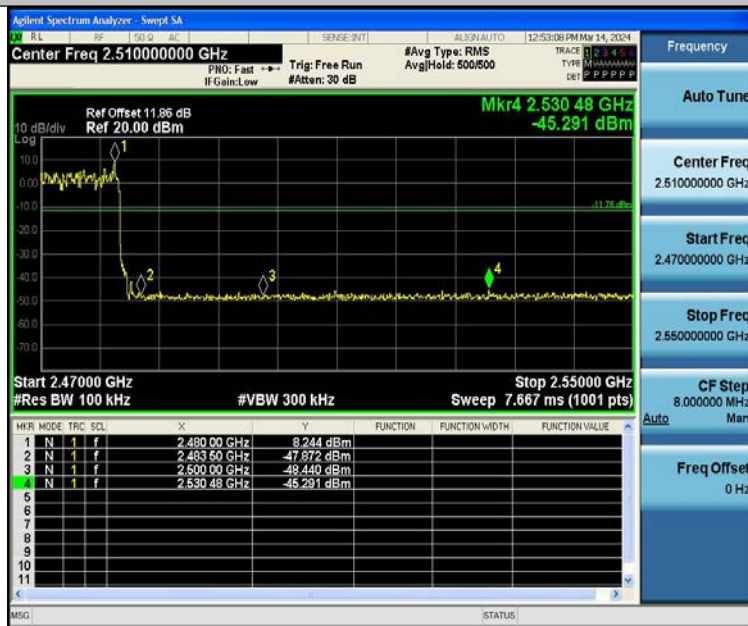 Agilent Spectrum Analyzer - Swept SA
RL RF 50 Ω AC SENSE:INT ALIGN AUTO 12:53:08 PM Mar 14, 2024
Center Freq 2.510000000 GHz
PNO: Fast
IFGain:Low
Trig: Free Run
#Atten: 30 dB
#Avg Type: RMS
Avg|Hold: 500/500
TRACE 1 2 3 4 5 6
TYPE M
DET P P P P P P
Ref Offset 11.86 dB
Ref 20.00 dBm
Mkr4 2.530 48 GHz
-45.291 dBm
10 dB/div
Log
10.0
0.00
-10.0
-20.0
-30.0
-40.0
-50.0
-60.0
-70.0
1
2
3
4
-11.76 dBm
Start 2.47000 GHz
Stop 2.55000 GHz
#Res BW 100 kHz
#VBW 300 kHz
Sweep 7.667 ms (1001 pts)
MKR MODE TRC SCL X Y FUNCTION FUNCTION WIDTH FUNCTION VALUE
1 N 1 f 2.480 00 GHz 8.244 dBm
2 N 1 f 2.483 50 GHz -47.872 dBm
3 N 1 f 2.500 00 GHz -48.440 dBm
4 N 1 f 2.530 48 GHz -45.291 dBm
5
6
7
8
9
10
11
MSG
STATUS
Frequency
Auto Tune
Center Freq
2.510000000 GHz
Start Freq
2.470000000 GHz
Stop Freq
2.550000000 GHz
CF Step
8.000000 MHz
Auto Man
Freq Offset
0 Hz